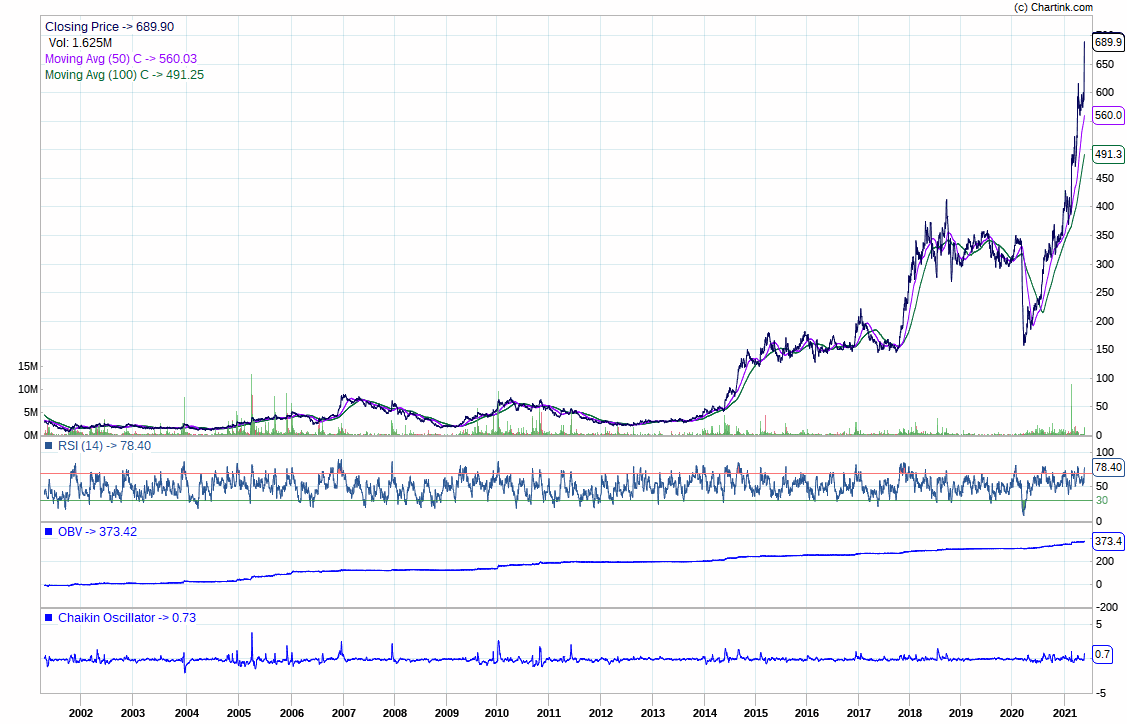 (c) Chartink.com
Closing Price -> 689.90
Vol: 1.625M
Moving Avg (50) C -> 560.03
Moving Avg (100) C -> 491.25
689.9
650
600
560.0
491.3
450
400
350
300
250
200
150
100
50
0
15M
10M
5M
0M
RSI (14) -> 78.40
100
78.40
50
30
0
OBV -> 373.42
373.4
200
0
-200
Chaikin Oscillator -> 0.73
5
0.7
-5
2002 2003 2004 2005 2006 2007 2008 2009 2010 2011 2012 2013 2014 2015 2016 2017 2018 2019 2020 2021